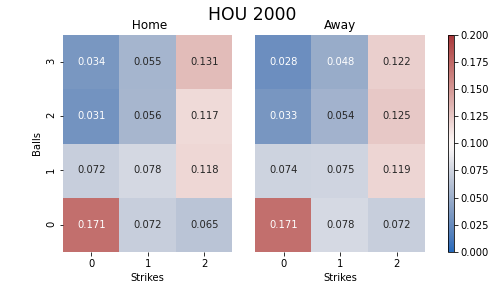 HOU 2000
Home Away
3 0.034 0.055 0.131 0.028 0.048 0.122 0.200
2 0.031 0.056 0.117 0.033 0.054 0.125 0.175
1 0.072 0.078 0.118 0.074 0.075 0.119 0.150
0 0.171 0.072 0.065 0.171 0.078 0.072 0.125
0.100
0.075
0.050
0.025
0.000
Balls
0 1 2 0 1 2
Strikes Strikes